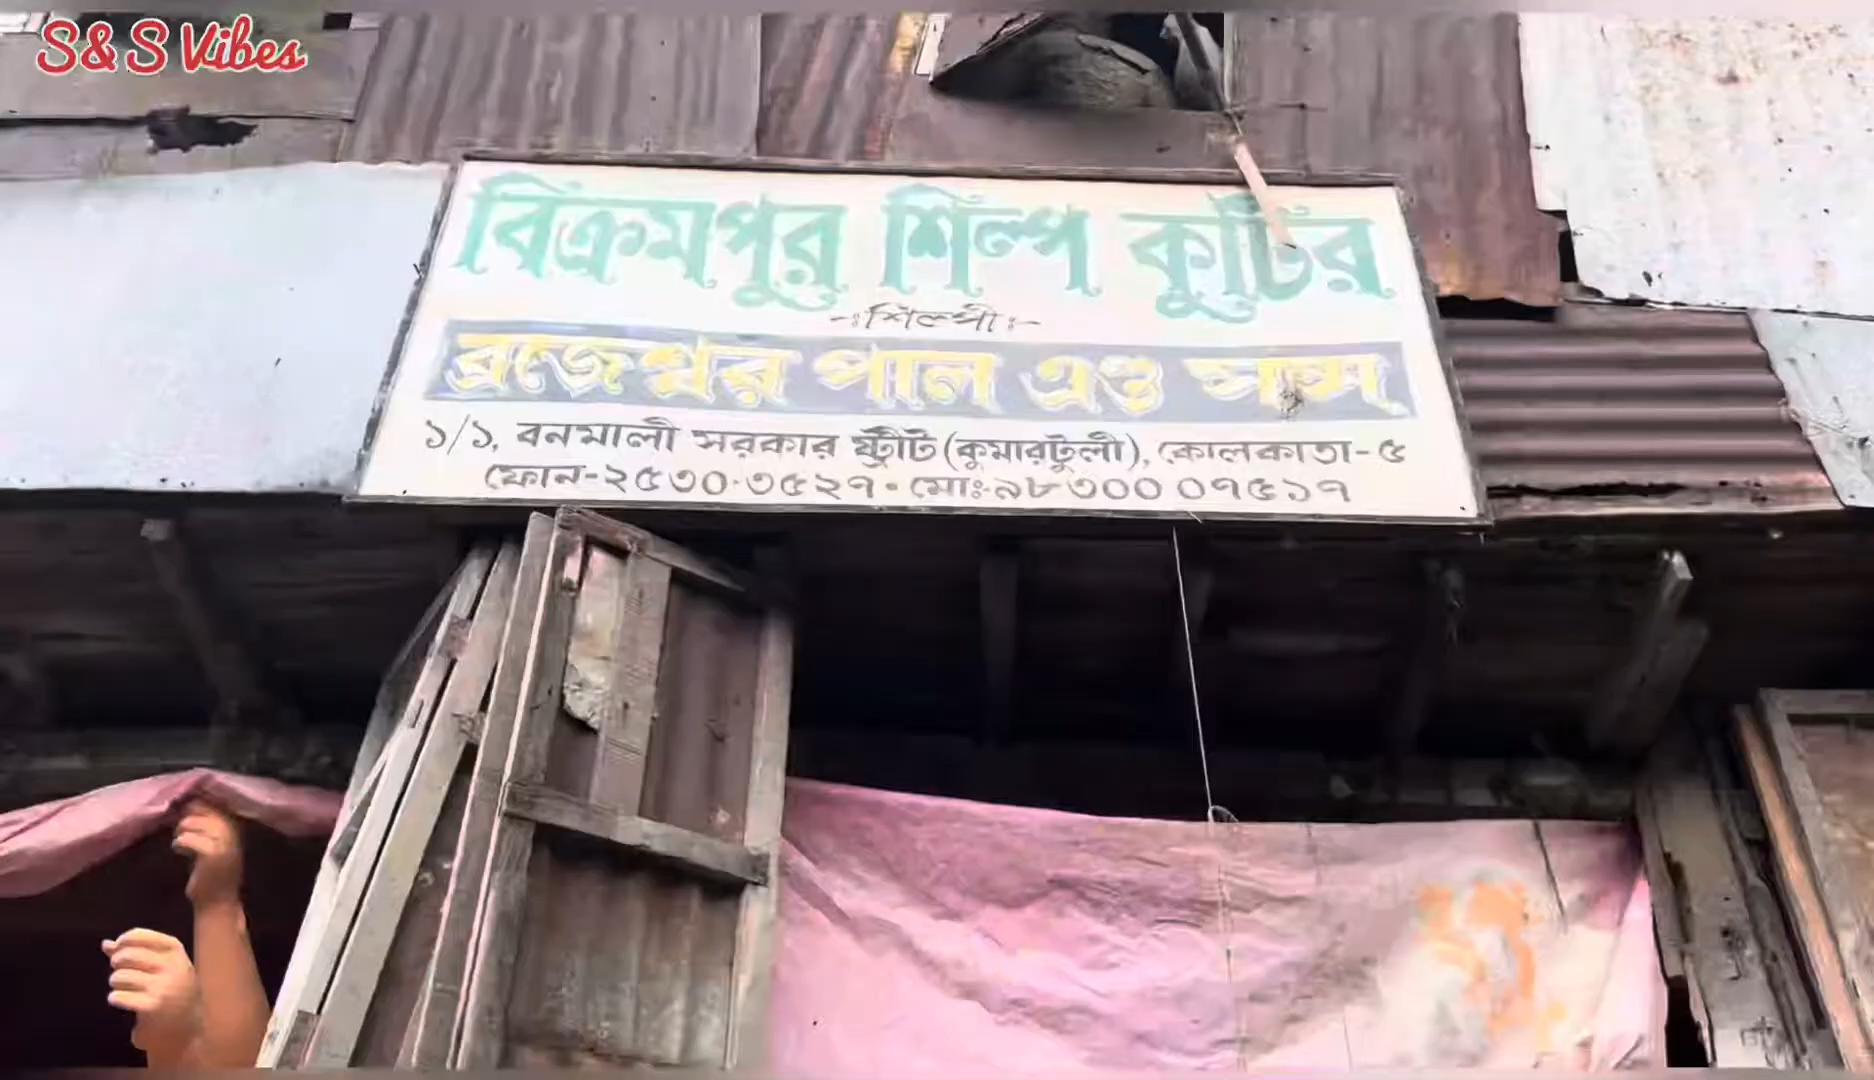 S&S Vibes
বিক্রমপুর শিল্প কুটির
-ঃশিল্পীঃ-
ব্রজেশ্বর পাল এণ্ড সন্স
১/১, বনমালী সরকার ষ্ট্রীট (কুমারটুলী), কোলকাতা-৫
ফোন-২৫৩০-৩৫২৭ • মোঃ-৯৮৩০০ ০৭৫১৭